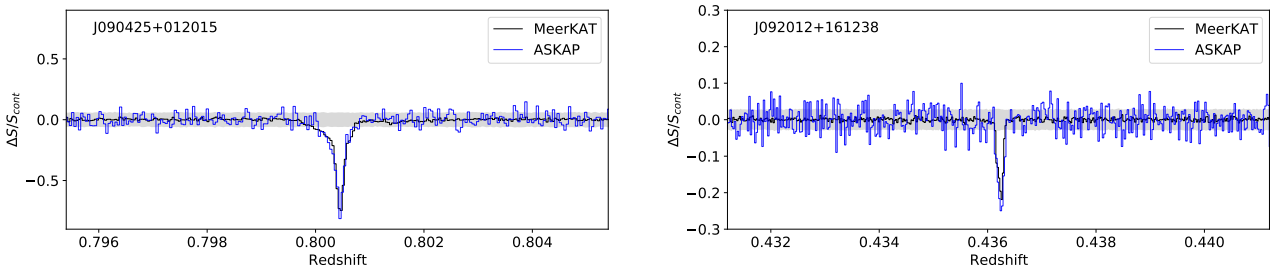 J090425+012015
MeerKAT
ASKAP
ΔS/S_cont
0.5
0.0
−0.5
0.796
0.798
0.800
0.802
0.804
Redshift
J092012+161238
MeerKAT
ASKAP
ΔS/S_cont
0.3
0.2
0.1
0.0
−0.1
−0.2
−0.3
0.432
0.434
0.436
0.438
0.440
Redshift